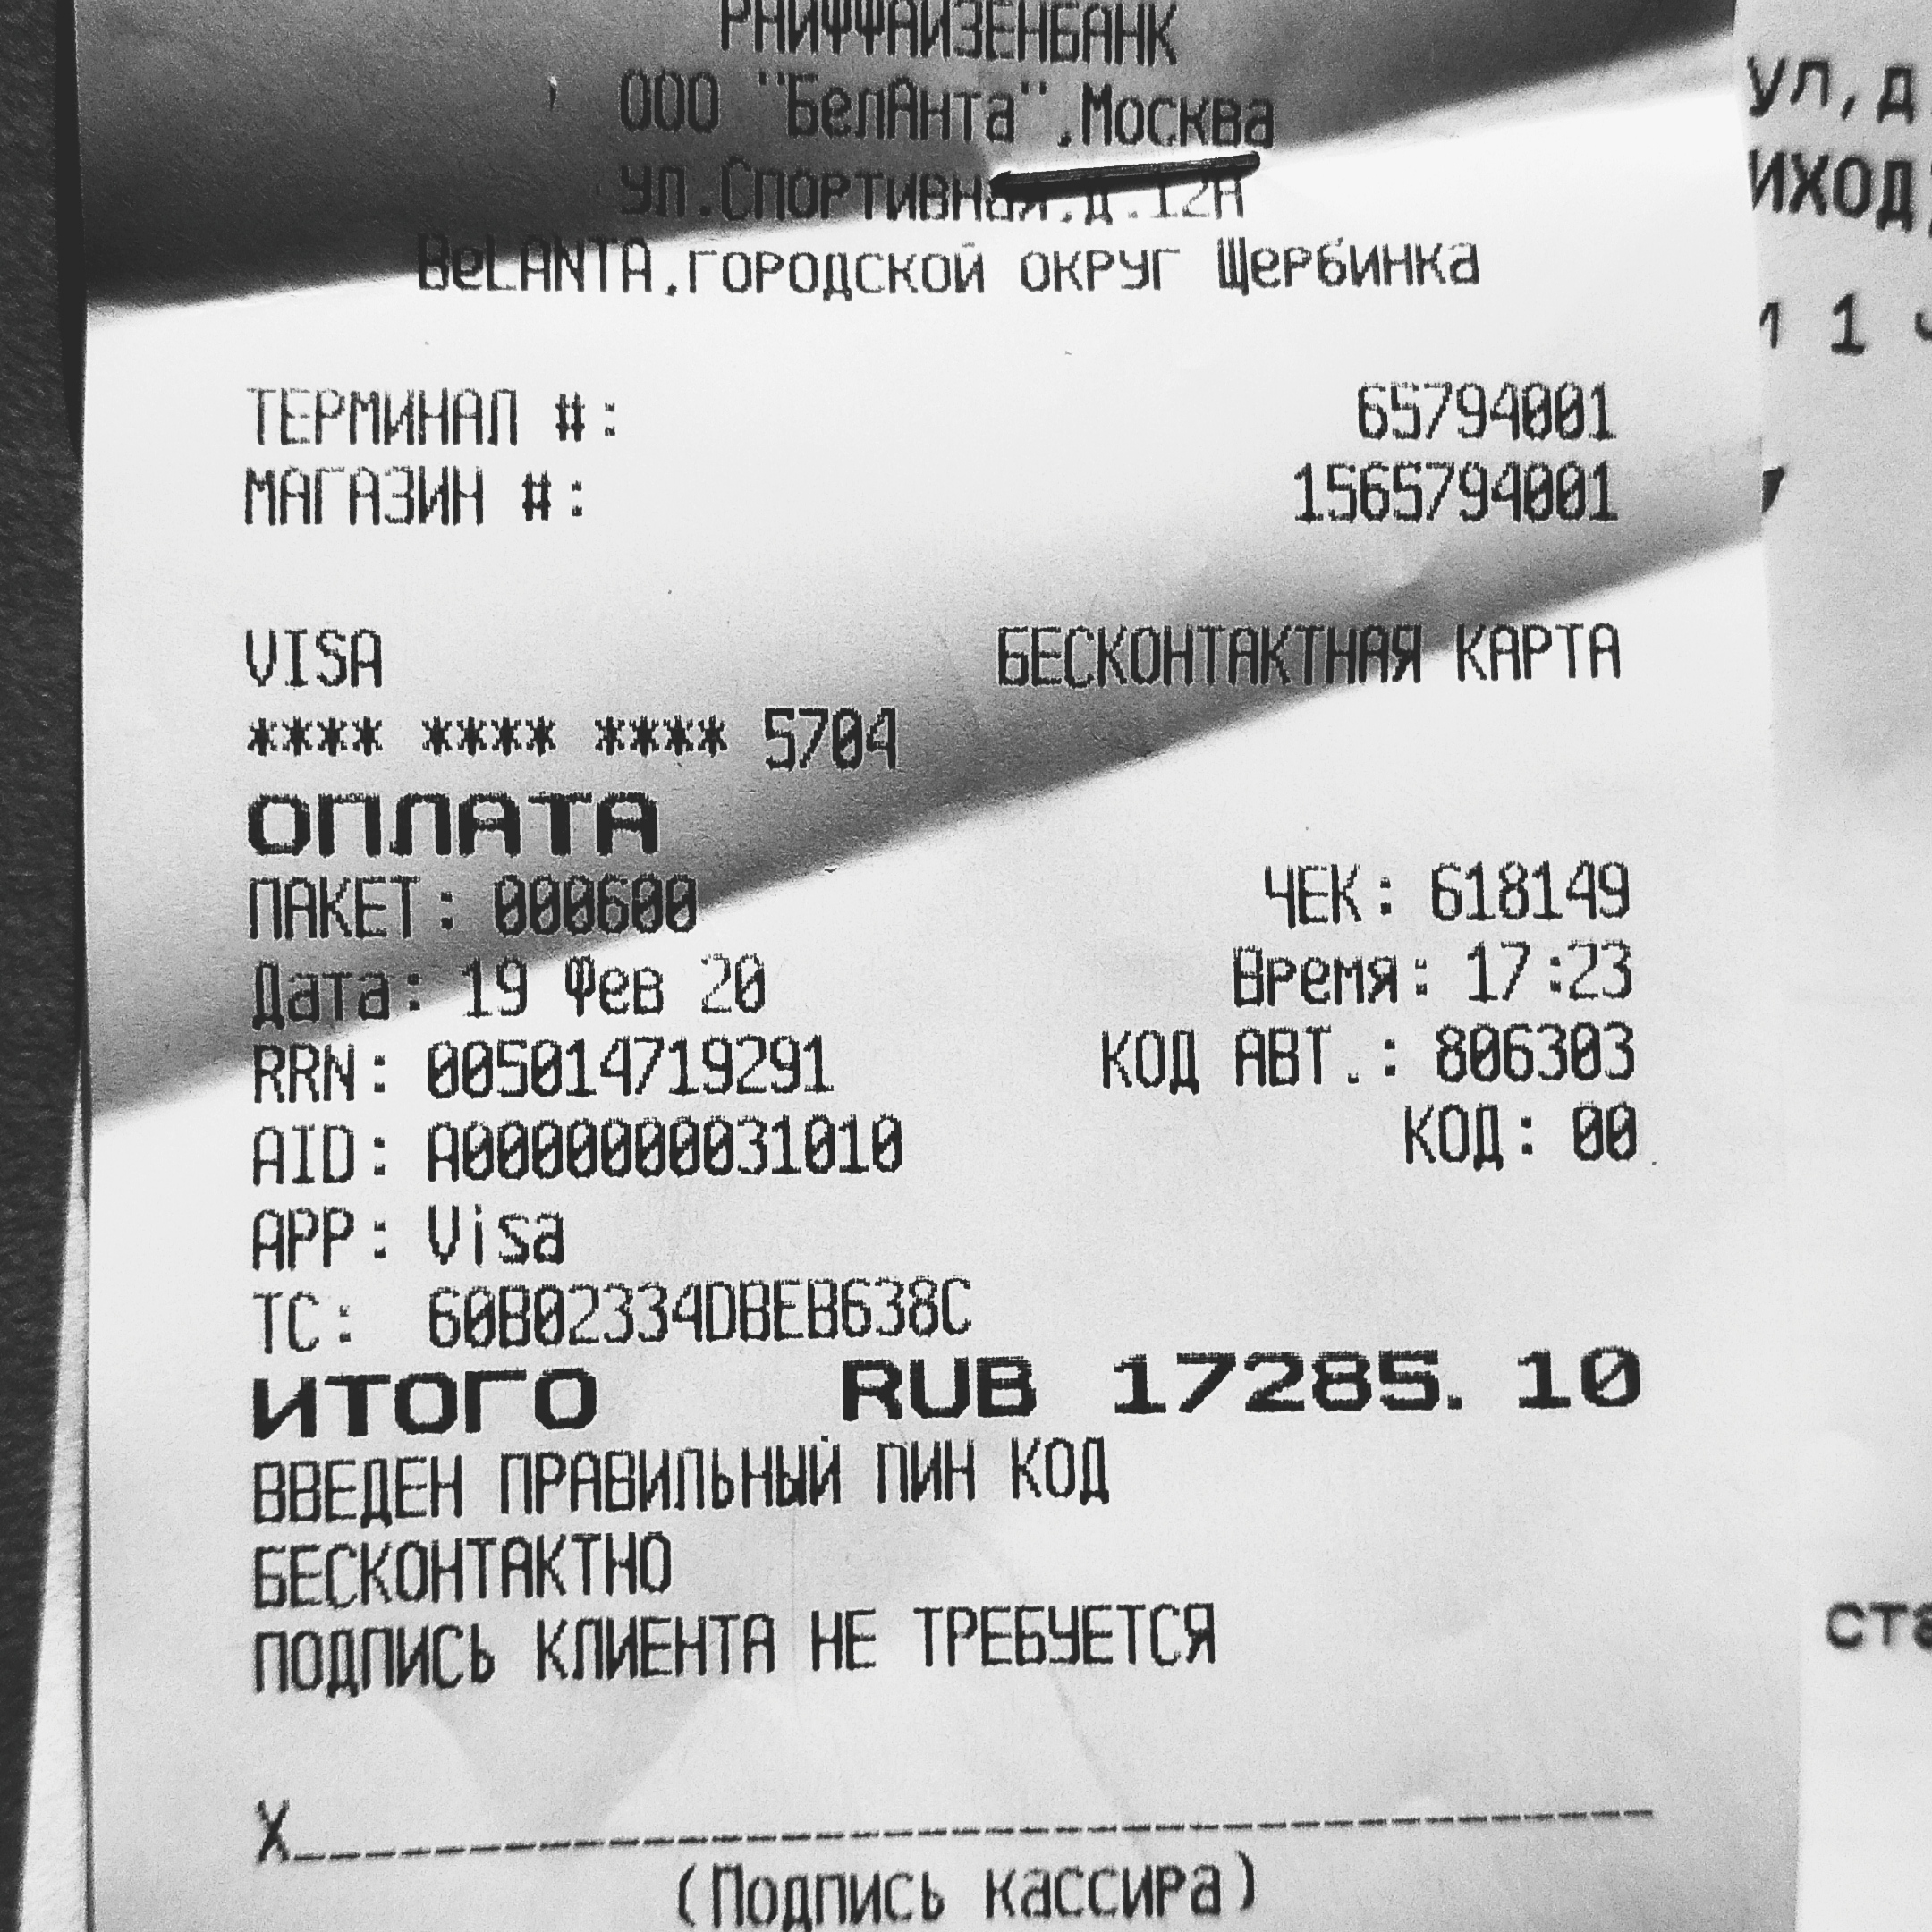 РАЙФФАЙЗЕНБАНК
ООО "БелАнта",Москва
ул.Спортивная,д.12А
BeLANTA,городской округ Щербинка
ТЕРМИНАЛ #: 65794001
МАГАЗИН #: 1565794001
VISA БЕСКОНТАКТНАЯ КАРТА
**** **** **** 5704
ОПЛАТА
ПАКЕТ: 000600 ЧЕК: 618149
Дата: 19 Фев 20 Время: 17:23
RRN: 005014719291 КОД АВТ.: 806303
AID: A0000000031010 КОД: 00
APP: Visa
TC: 60B02334DBEB638C
ИТОГО RUB 17285.10
ВВЕДЕН ПРАВИЛЬНЫЙ ПИН КОД
БЕСКОНТАКТНО
ПОДПИСЬ КЛИЕНТА НЕ ТРЕБУЕТСЯ
X
(Подпись кассира)
ул,д
1